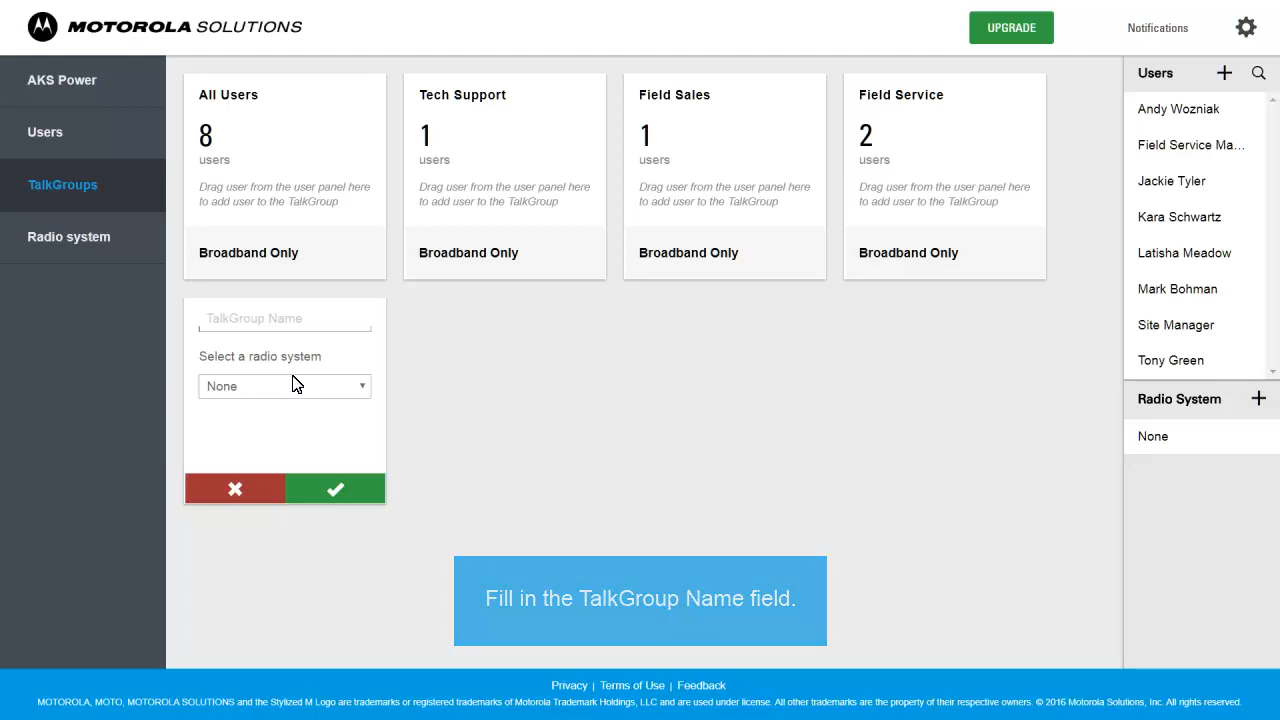 MOTOROLA SOLUTIONS
UPGRADE
Notifications
AKS Power
Users
TalkGroups
Radio system
All Users
8
users
Drag user from the user panel here
to add user to the TalkGroup
Broadband Only
Tech Support
1
users
Drag user from the user panel here
to add user to the TalkGroup
Broadband Only
Field Sales
1
users
Drag user from the user panel here
to add user to the TalkGroup
Broadband Only
Field Service
2
users
Drag user from the user panel here
to add user to the TalkGroup
Broadband Only
TalkGroup Name
Select a radio system
None
Fill in the TalkGroup Name field.
Users
Andy Wozniak
Field Service Ma...
Jackie Tyler
Kara Schwartz
Latisha Meadow
Mark Bohman
Site Manager
Tony Green
Radio System
None
Privacy | Terms of Use | Feedback
MOTOROLA, MOTO, MOTOROLA SOLUTIONS and the Stylized M Logo are trademarks or registered trademarks of Motorola Trademark Holdings, LLC and are used under license. All other trademarks are the property of their respective owners. © 2016 Motorola Solutions, Inc. All rights reserved.